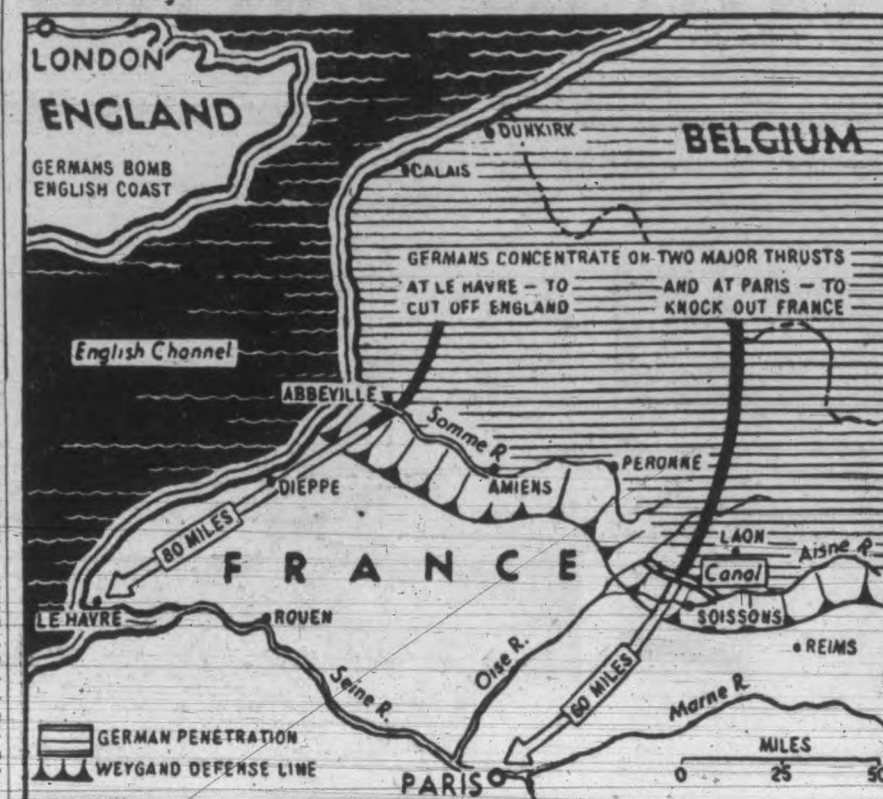 LONDON
ENGLAND
GERMANS BOMB
ENGLISH COAST
DUNKIRK
BELGIUM
CALAIS
GERMANS CONCENTRATE ON TWO MAJOR THRUSTS
AT LE HAVRE — TO
CUT OFF ENGLAND
AND AT PARIS — TO
KNOCK OUT FRANCE
English Channel
ABBEVILLE
Somme R.
PERONNE
AMIENS
DIEPPE
80 MILES
LAON
Aisne R.
FRANCE
Canal
LE HAVRE
ROUEN
SOISSONS
REIMS
Oise R.
60 MILES
Seine R.
Marne R.
GERMAN PENETRATION
WEYGAND DEFENSE LINE
PARIS
MILES
0 25 50